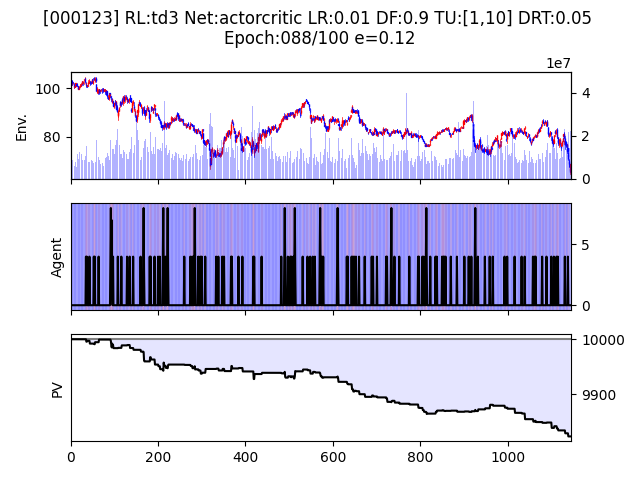 [000123] RL:td3 Net:actorcritic LR:0.01 DF:0.9 TU:[1,10] DRT:0.05
Epoch:088/100 e=0.12
1e7
100
80
Env.
4
2
0
Agent
5
0
PV
10000
9900
0
200
400
600
800
1000